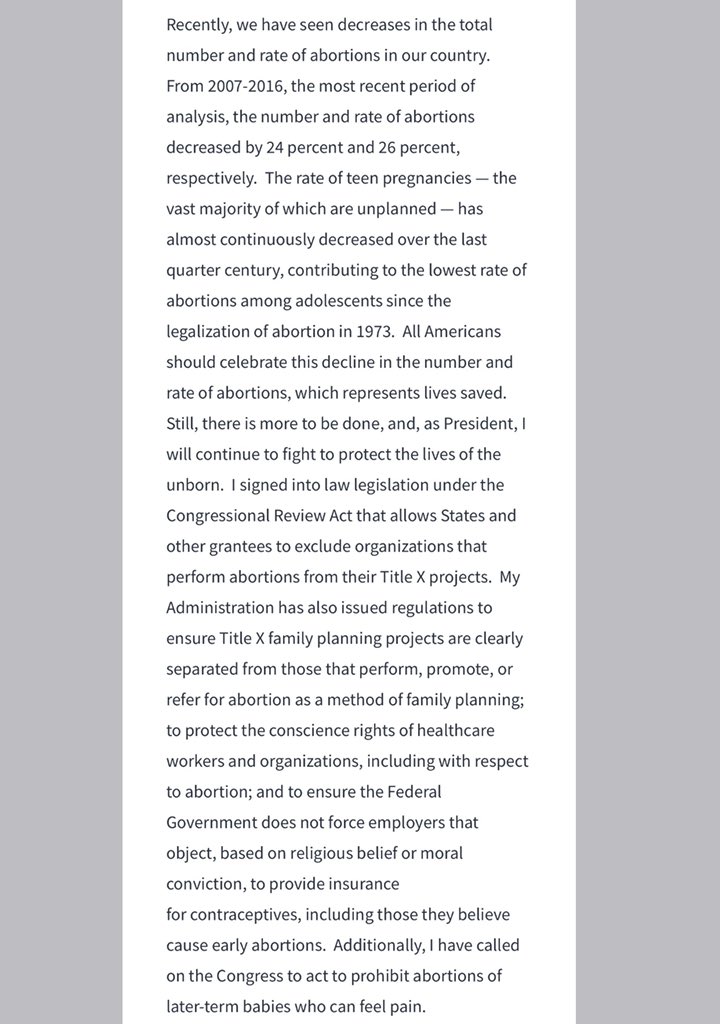 Recently, we have seen decreases in the total
number and rate of abortions in our country.
From 2007-2016, the most recent period of
analysis, the number and rate of abortions
decreased by 24 percent and 26 percent,
respectively.  The rate of teen pregnancies — the
vast majority of which are unplanned — has
almost continuously decreased over the last
quarter century, contributing to the lowest rate of
abortions among adolescents since the
legalization of abortion in 1973.  All Americans
should celebrate this decline in the number and
rate of abortions, which represents lives saved.
Still, there is more to be done, and, as President, I
will continue to fight to protect the lives of the
unborn.  I signed into law legislation under the
Congressional Review Act that allows States and
other grantees to exclude organizations that
perform abortions from their Title X projects.  My
Administration has also issued regulations to
ensure Title X family planning projects are clearly
separated from those that perform, promote, or
refer for abortion as a method of family planning;
to protect the conscience rights of healthcare
workers and organizations, including with respect
to abortion; and to ensure the Federal
Government does not force employers that
object, based on religious belief or moral
conviction, to provide insurance
for contraceptives, including those they believe
cause early abortions.  Additionally, I have called
on the Congress to act to prohibit abortions of
later-term babies who can feel pain.